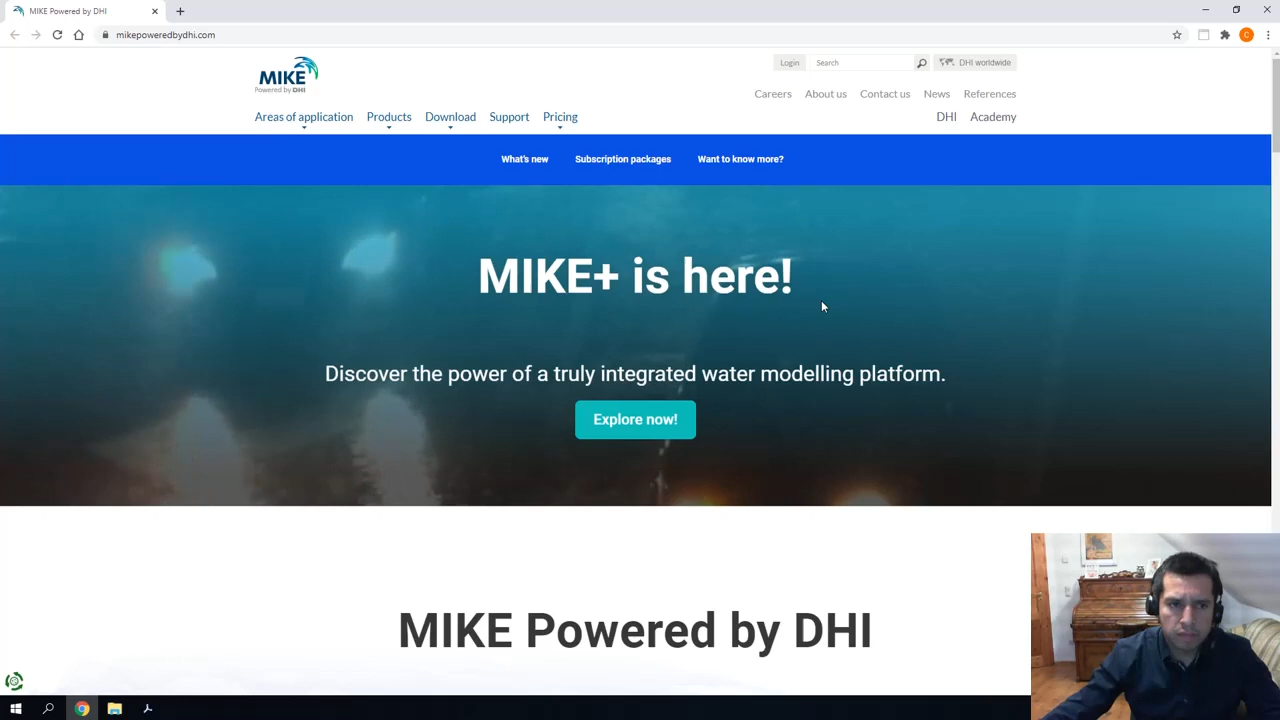 MIKE Powered by DHI
mikepoweredbydhi.com
C
MIKE
Powered by DHI
Login
Search
DHI worldwide
Careers
About us
Contact us
News
References
Areas of application
Products
Download
Support
Pricing
DHI
Academy
What's new
Subscription packages
Want to know more?
MIKE+ is here!
Discover the power of a truly integrated water modelling platform.
Explore now!
MIKE Powered by DHI